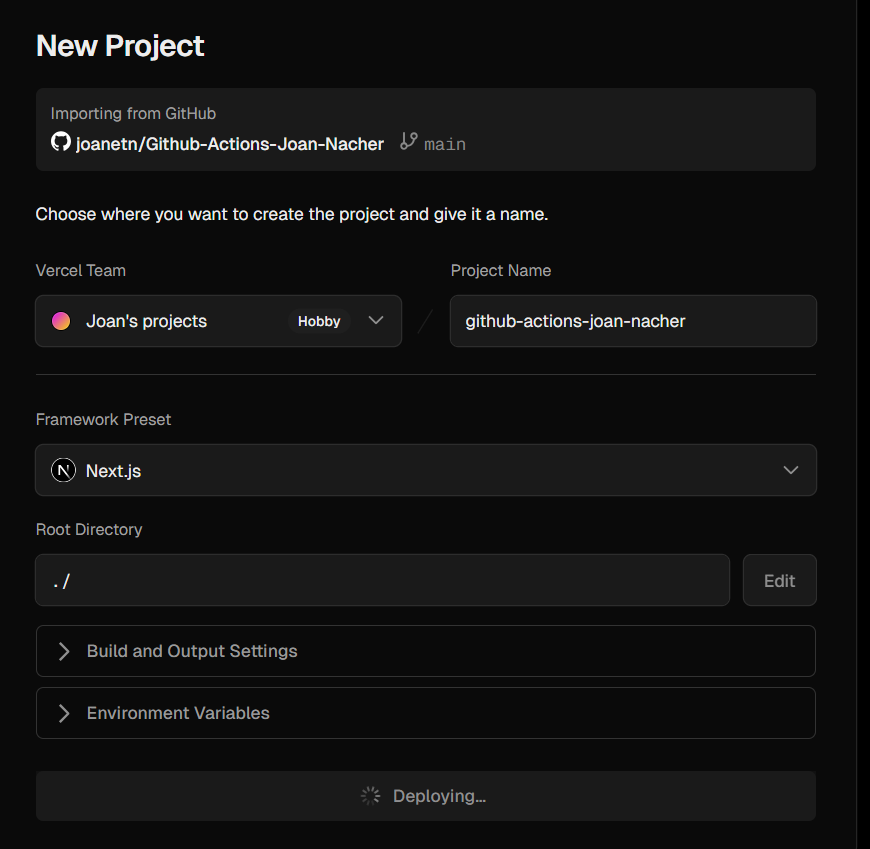 New Project
Importing from GitHub
joanetn/Github-Actions-Joan-Nacher main
Choose where you want to create the project and give it a name.
Vercel Team
Project Name
Joan's projects Hobby
/
github-actions-joan-nacher
Framework Preset
N Next.js
Root Directory
./
Edit
Build and Output Settings
Environment Variables
Deploying...